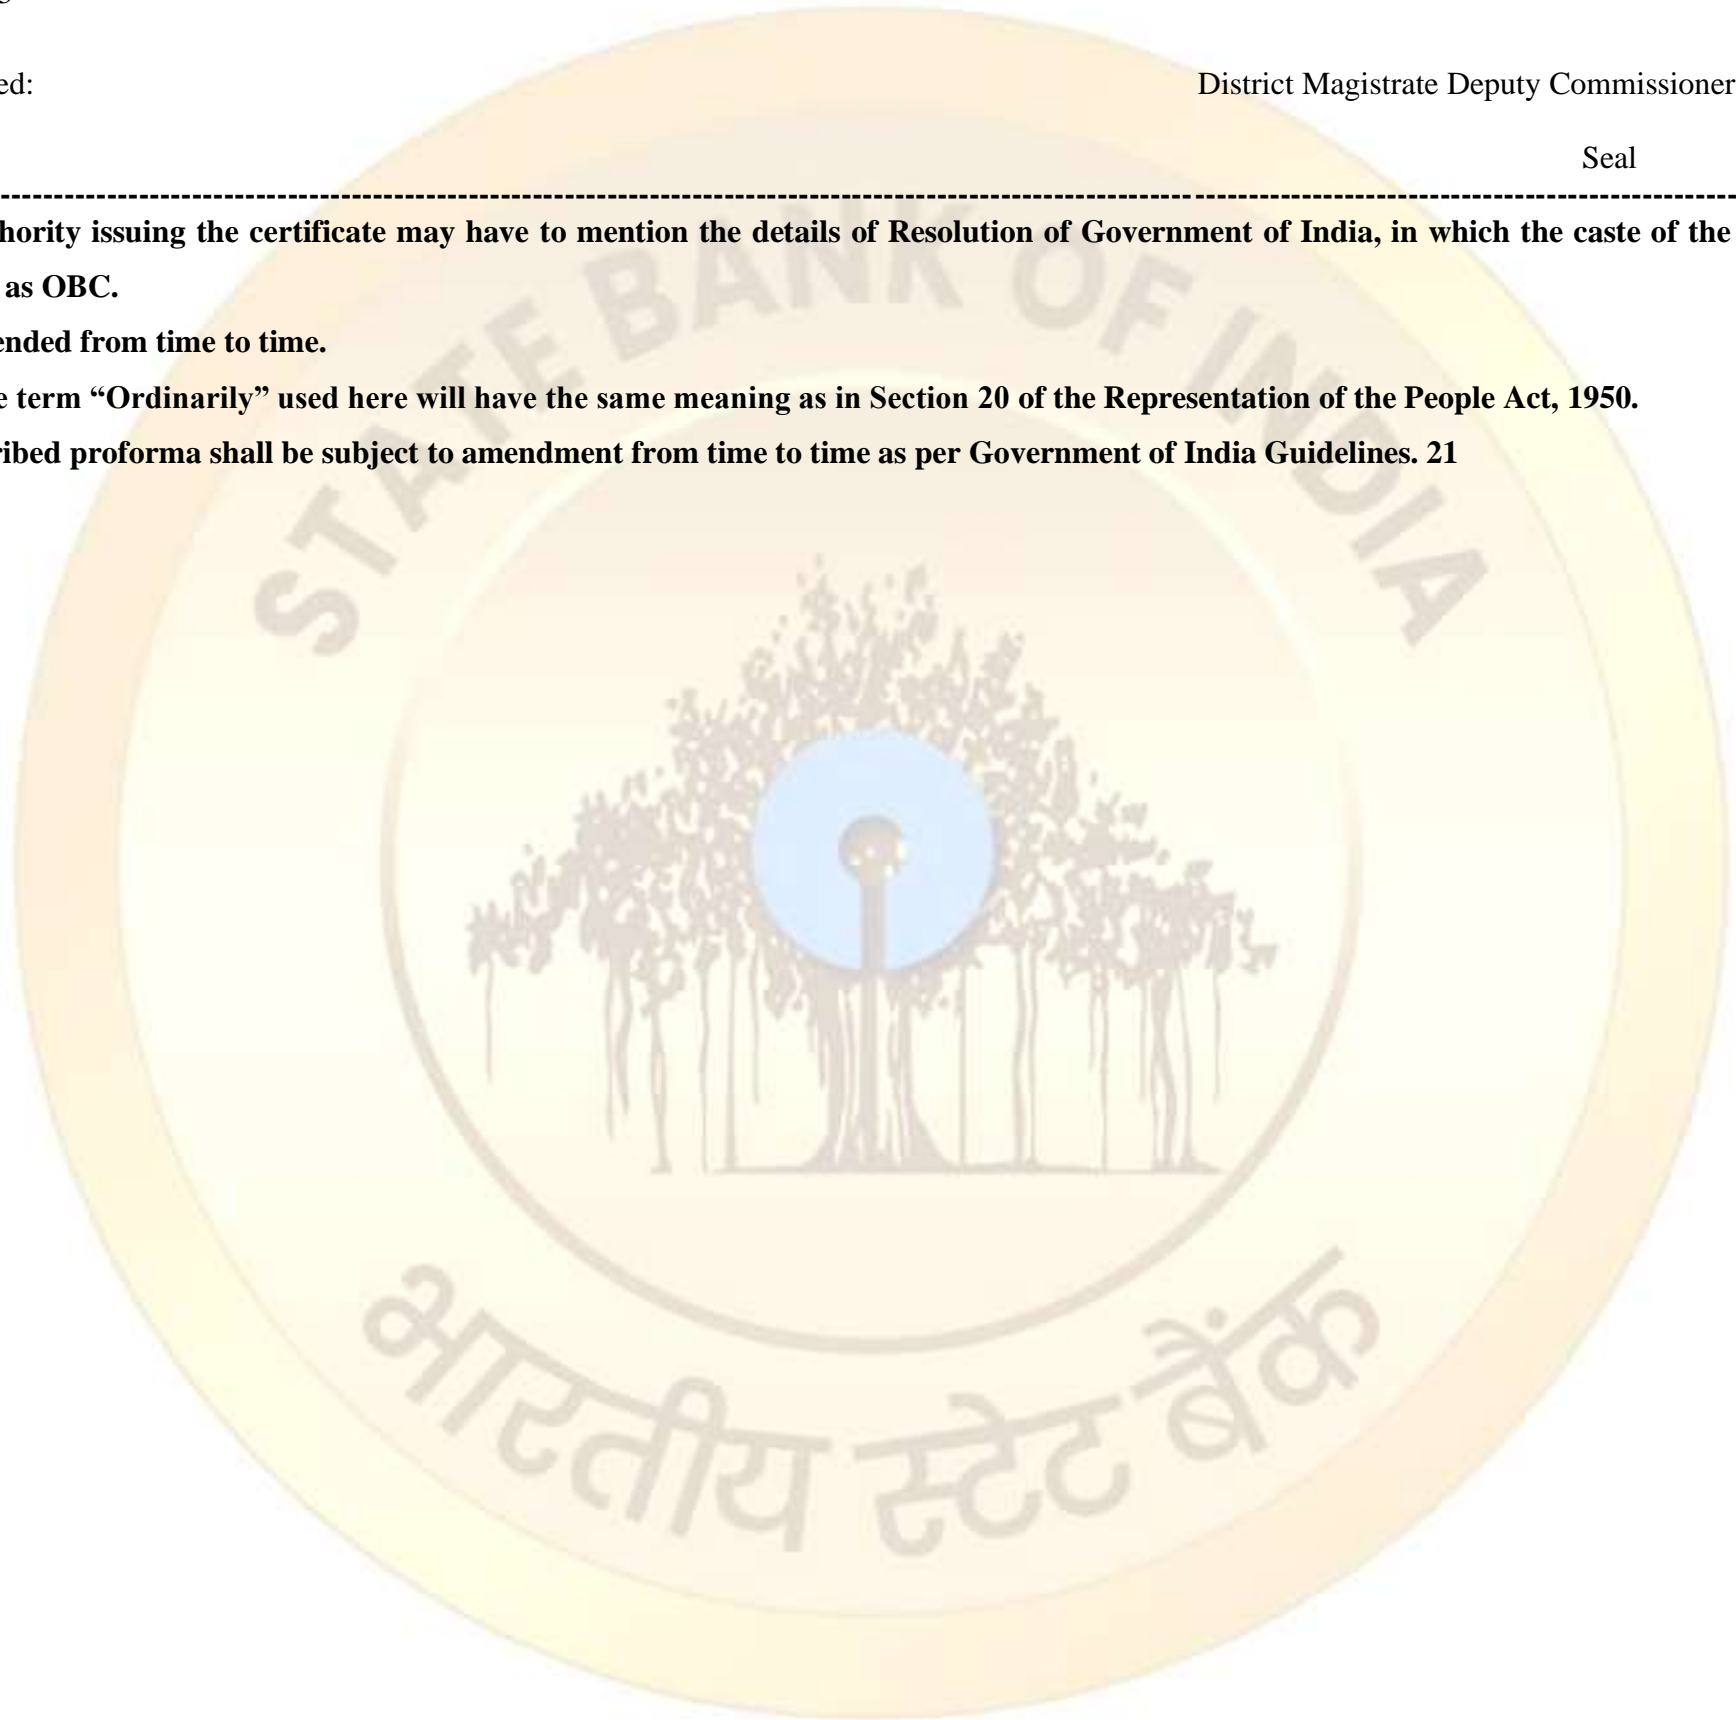 ed: District Magistrate Deputy Commissioner
Seal
hority issuing the certificate may have to mention the details of Resolution of Government of India, in which the caste of the
as OBC.
ended from time to time.
e term “Ordinarily” used here will have the same meaning as in Section 20 of the Representation of the People Act, 1950.
ribed proforma shall be subject to amendment from time to time as per Government of India Guidelines. 21
STATE BANK OF INDIA
भारतीय स्टेट बैंक